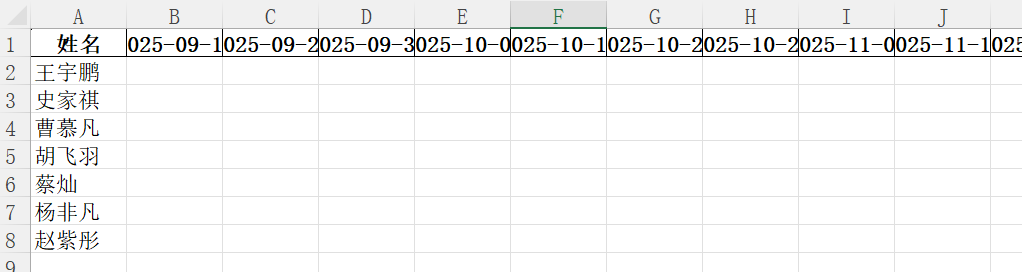 A B C D E F G H I J
1 姓名 025-09-1 025-09-2 025-09-3 025-10-0 025-10-1 025-10-2 025-10-2 025-11-0 025-11-1 025
2 王宇鹏
3 史家祺
4 曹慕凡
5 胡飞羽
6 蔡灿
7 杨非凡
8 赵紫彤
9